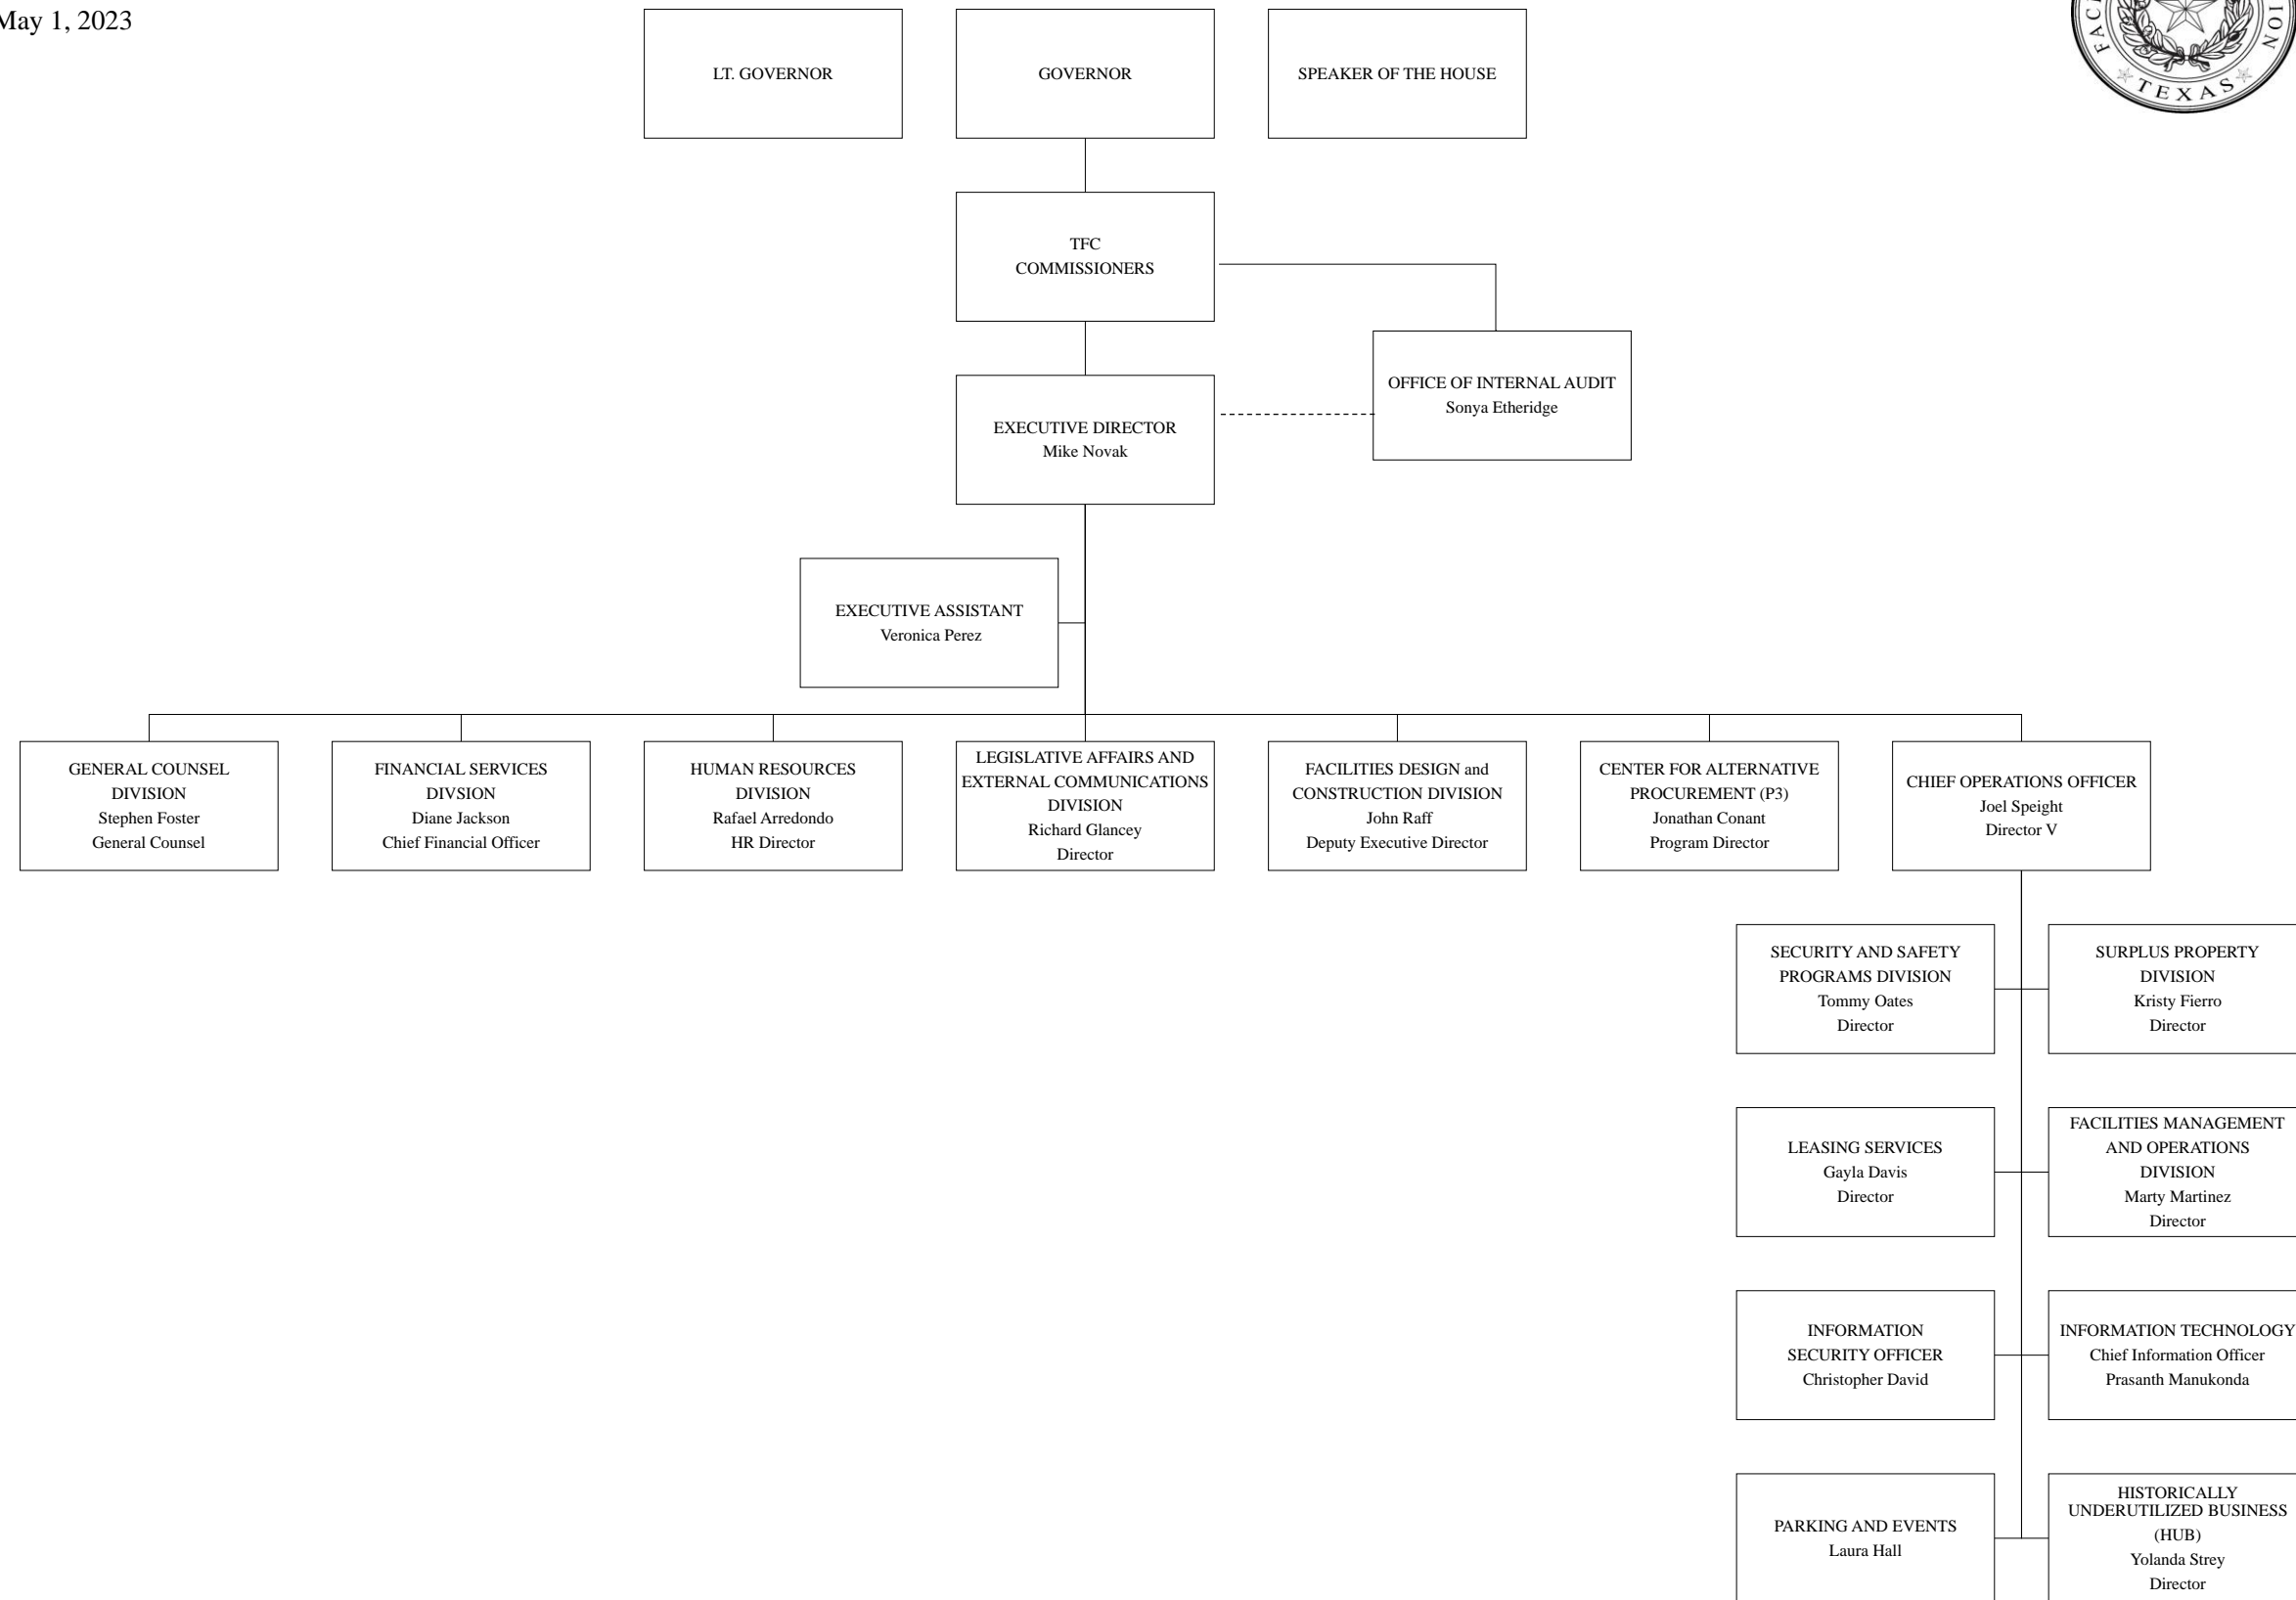 May 1, 2023
TEXAS
LT. GOVERNOR
GOVERNOR
SPEAKER OF THE HOUSE
TFC
COMMISSIONERS
OFFICE OF INTERNAL AUDIT
Sonya Etheridge
EXECUTIVE DIRECTOR
Mike Novak
EXECUTIVE ASSISTANT
Veronica Perez
GENERAL COUNSEL
DIVISION
Stephen Foster
General Counsel
FINANCIAL SERVICES
DIVSION
Diane Jackson
Chief Financial Officer
HUMAN RESOURCES
DIVISION
Rafael Arredondo
HR Director
LEGISLATIVE AFFAIRS AND
EXTERNAL COMMUNICATIONS
DIVISION
Richard Glancey
Director
FACILITIES DESIGN and
CONSTRUCTION DIVISION
John Raff
Deputy Executive Director
CENTER FOR ALTERNATIVE
PROCUREMENT (P3)
Jonathan Conant
Program Director
CHIEF OPERATIONS OFFICER
Joel Speight
Director V
SECURITY AND SAFETY
PROGRAMS DIVISION
Tommy Oates
Director
SURPLUS PROPERTY
DIVISION
Kristy Fierro
Director
LEASING SERVICES
Gayla Davis
Director
FACILITIES MANAGEMENT
AND OPERATIONS
DIVISION
Marty Martinez
Director
INFORMATION
SECURITY OFFICER
Christopher David
INFORMATION TECHNOLOGY
Chief Information Officer
Prasanth Manukonda
PARKING AND EVENTS
Laura Hall
HISTORICALLY
UNDERUTILIZED BUSINESS
(HUB)
Yolanda Strey
Director